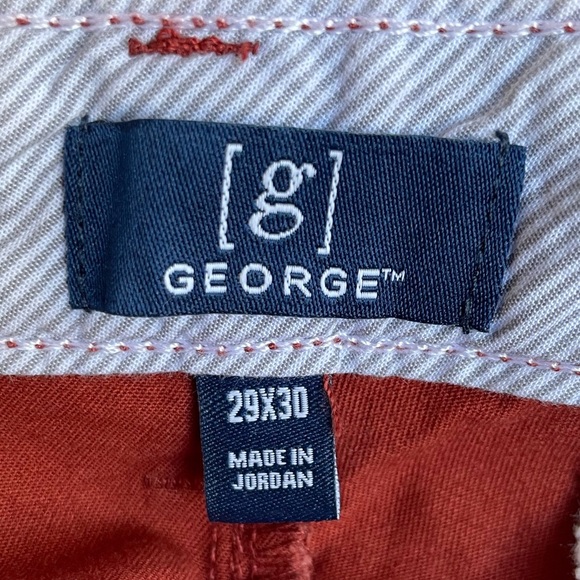 [g]
GEORGE™
29X30
MADE IN
JORDAN